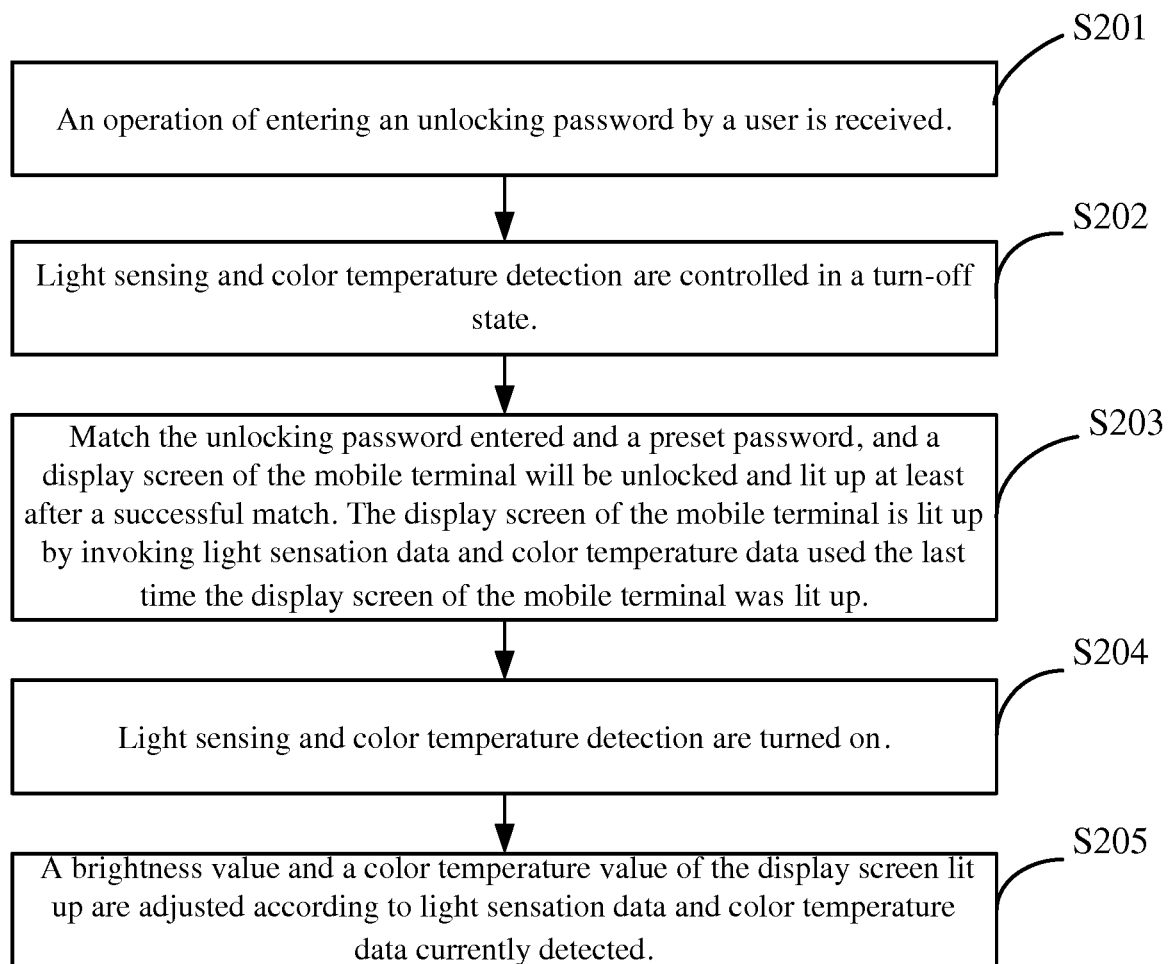 S201
An operation of entering an unlocking password by a user is received.
S202
Light sensing and color temperature detection are controlled in a turn-off
state.
S203
Match the unlocking password entered and a preset password, and a
display screen of the mobile terminal will be unlocked and lit up at least
after a successful match. The display screen of the mobile terminal is lit up
by invoking light sensation data and color temperature data used the last
time the display screen of the mobile terminal was lit up.
S204
Light sensing and color temperature detection are turned on.
S205
A brightness value and a color temperature value of the display screen lit
up are adjusted according to light sensation data and color temperature
data currently detected.